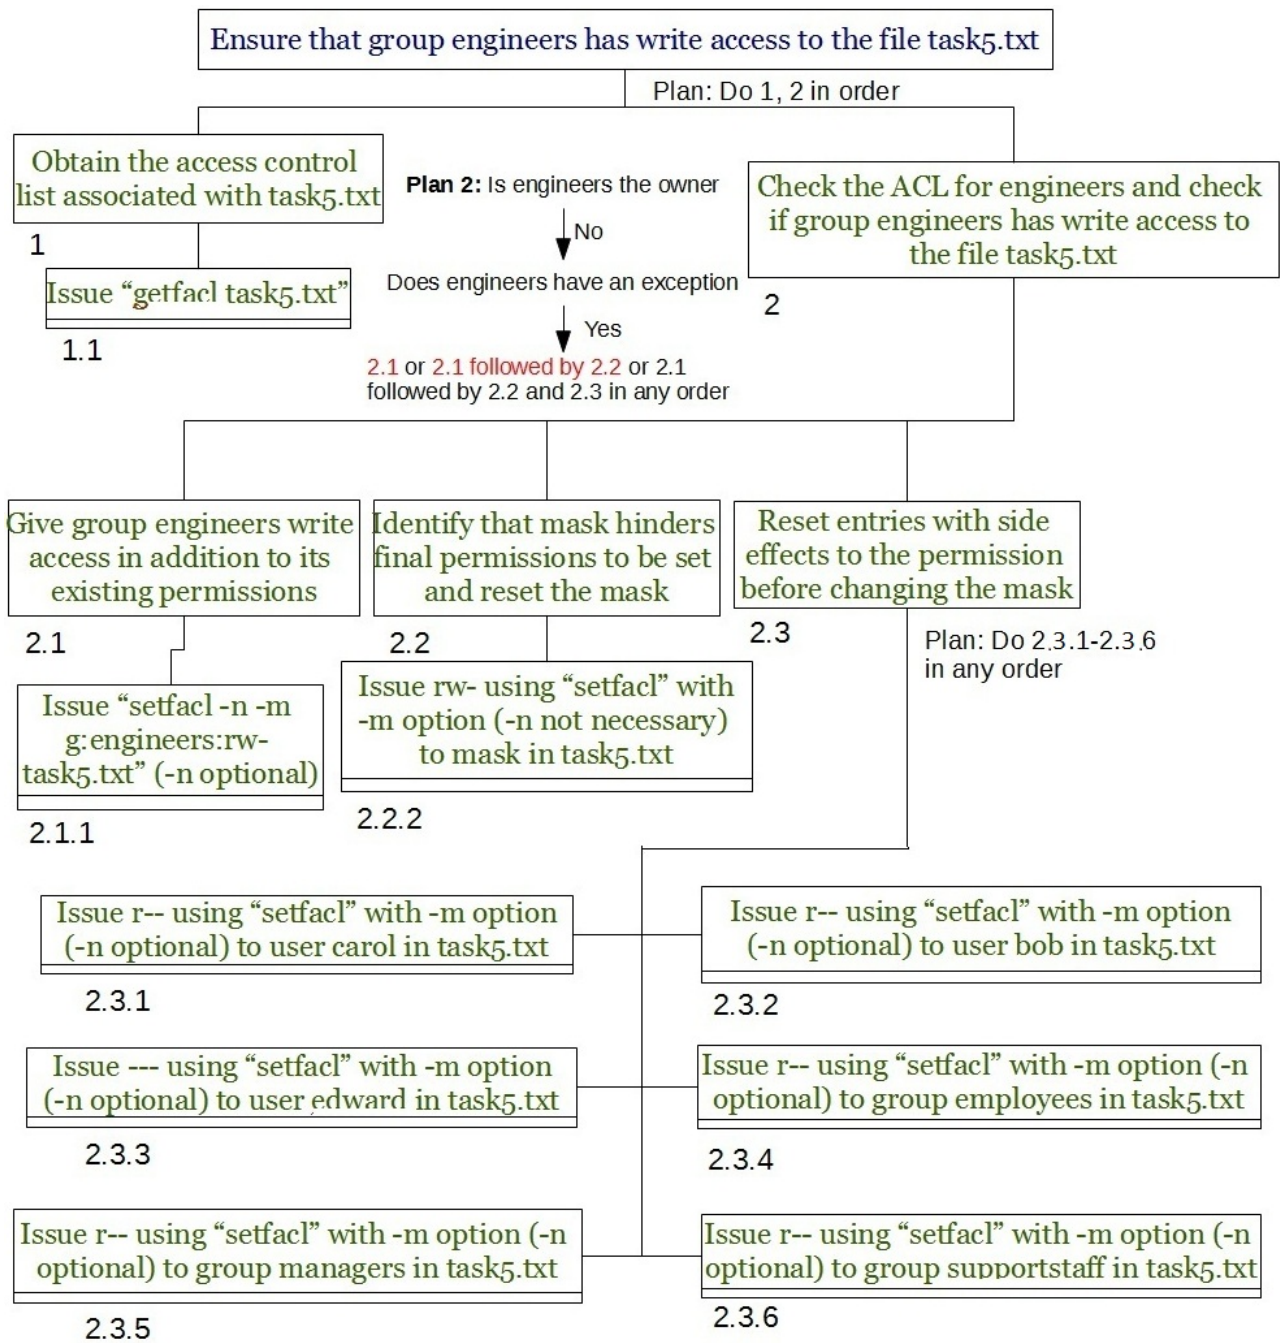 Ensure that group engineers has write access to the file task5.txt
Plan: Do 1, 2 in order
Obtain the access control
list associated with task5.txt
1
Issue “getfacl task5.txt”
1.1
Plan 2: Is engineers the owner
No
Does engineers have an exception
Yes
2.1 or 2.1 followed by 2.2 or 2.1
followed by 2.2 and 2.3 in any order
Check the ACL for engineers and check
if group engineers has write access to
the file task5.txt
2
Give group engineers write
access in addition to its
existing permissions
2.1
Identify that mask hinders
final permissions to be set
and reset the mask
2.2
Reset entries with side
effects to the permission
before changing the mask
2.3
Plan: Do 2.3.1-2.3.6
in any order
Issue “setfacl -n -m
g:engineers:rw-
task5.txt” (-n optional)
2.1.1
Issue rw- using “setfacl” with
-m option (-n not necessary)
to mask in task5.txt
2.2.2
Issue r-- using “setfacl” with -m option
(-n optional) to user carol in task5.txt
2.3.1
Issue r-- using “setfacl” with -m option
(-n optional) to user bob in task5.txt
2.3.2
Issue --- using “setfacl” with -m option
(-n optional) to user edward in task5.txt
2.3.3
Issue r-- using “setfacl” with -m option (-n
optional) to group employees in task5.txt
2.3.4
Issue r-- using “setfacl” with -m option (-n
optional) to group managers in task5.txt
2.3.5
Issue r-- using “setfacl” with -m option (-n
optional) to group supportstaff in task5.txt
2.3.6